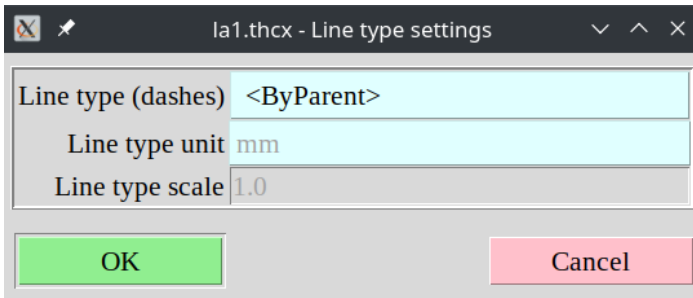 la1.thcx - Line type settings
Line type (dashes) <ByParent>
Line type unit mm
Line type scale 1.0
OK Cancel